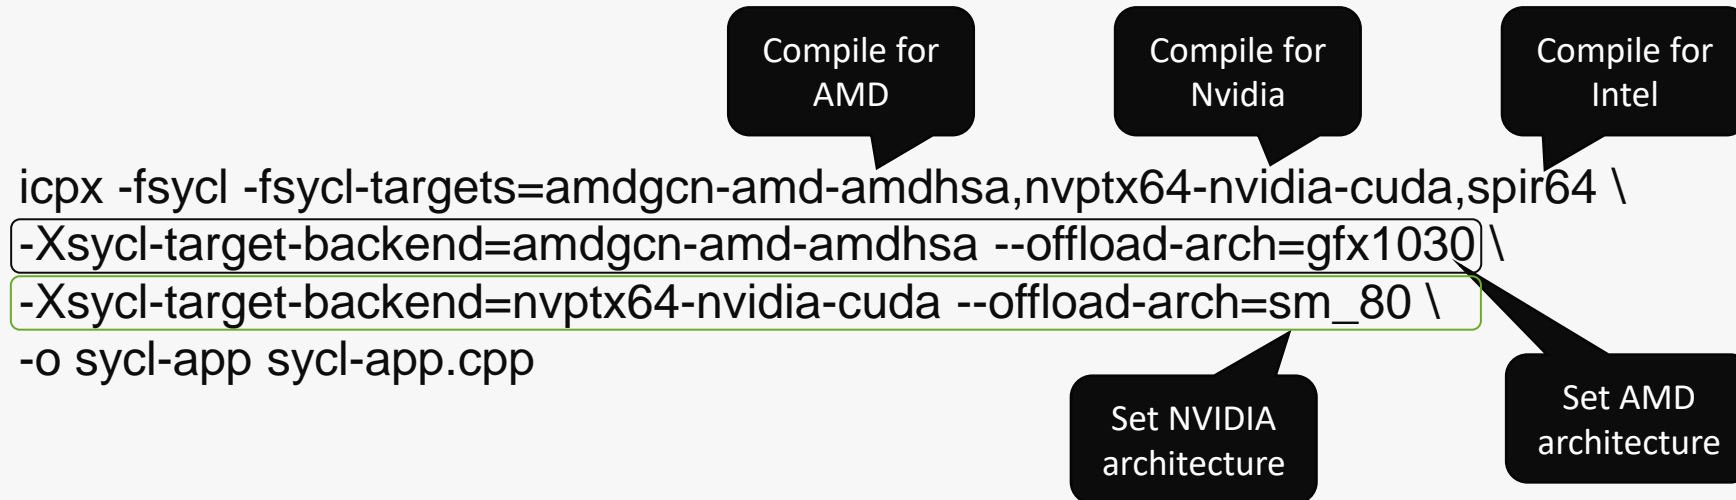 Compile for
AMD
Compile for
Nvidia
Compile for
Intel
icpx -fsycl -fsycl-targets=amdgcn-amd-amdhsa,nvptx64-nvidia-cuda,spir64 \
-Xsycl-target-backend=amdgcn-amd-amdhsa --offload-arch=gfx1030 \
-Xsycl-target-backend=nvptx64-nvidia-cuda --offload-arch=sm_80 \
-o sycl-app sycl-app.cpp
Set NVIDIA
architecture
Set AMD
architecture